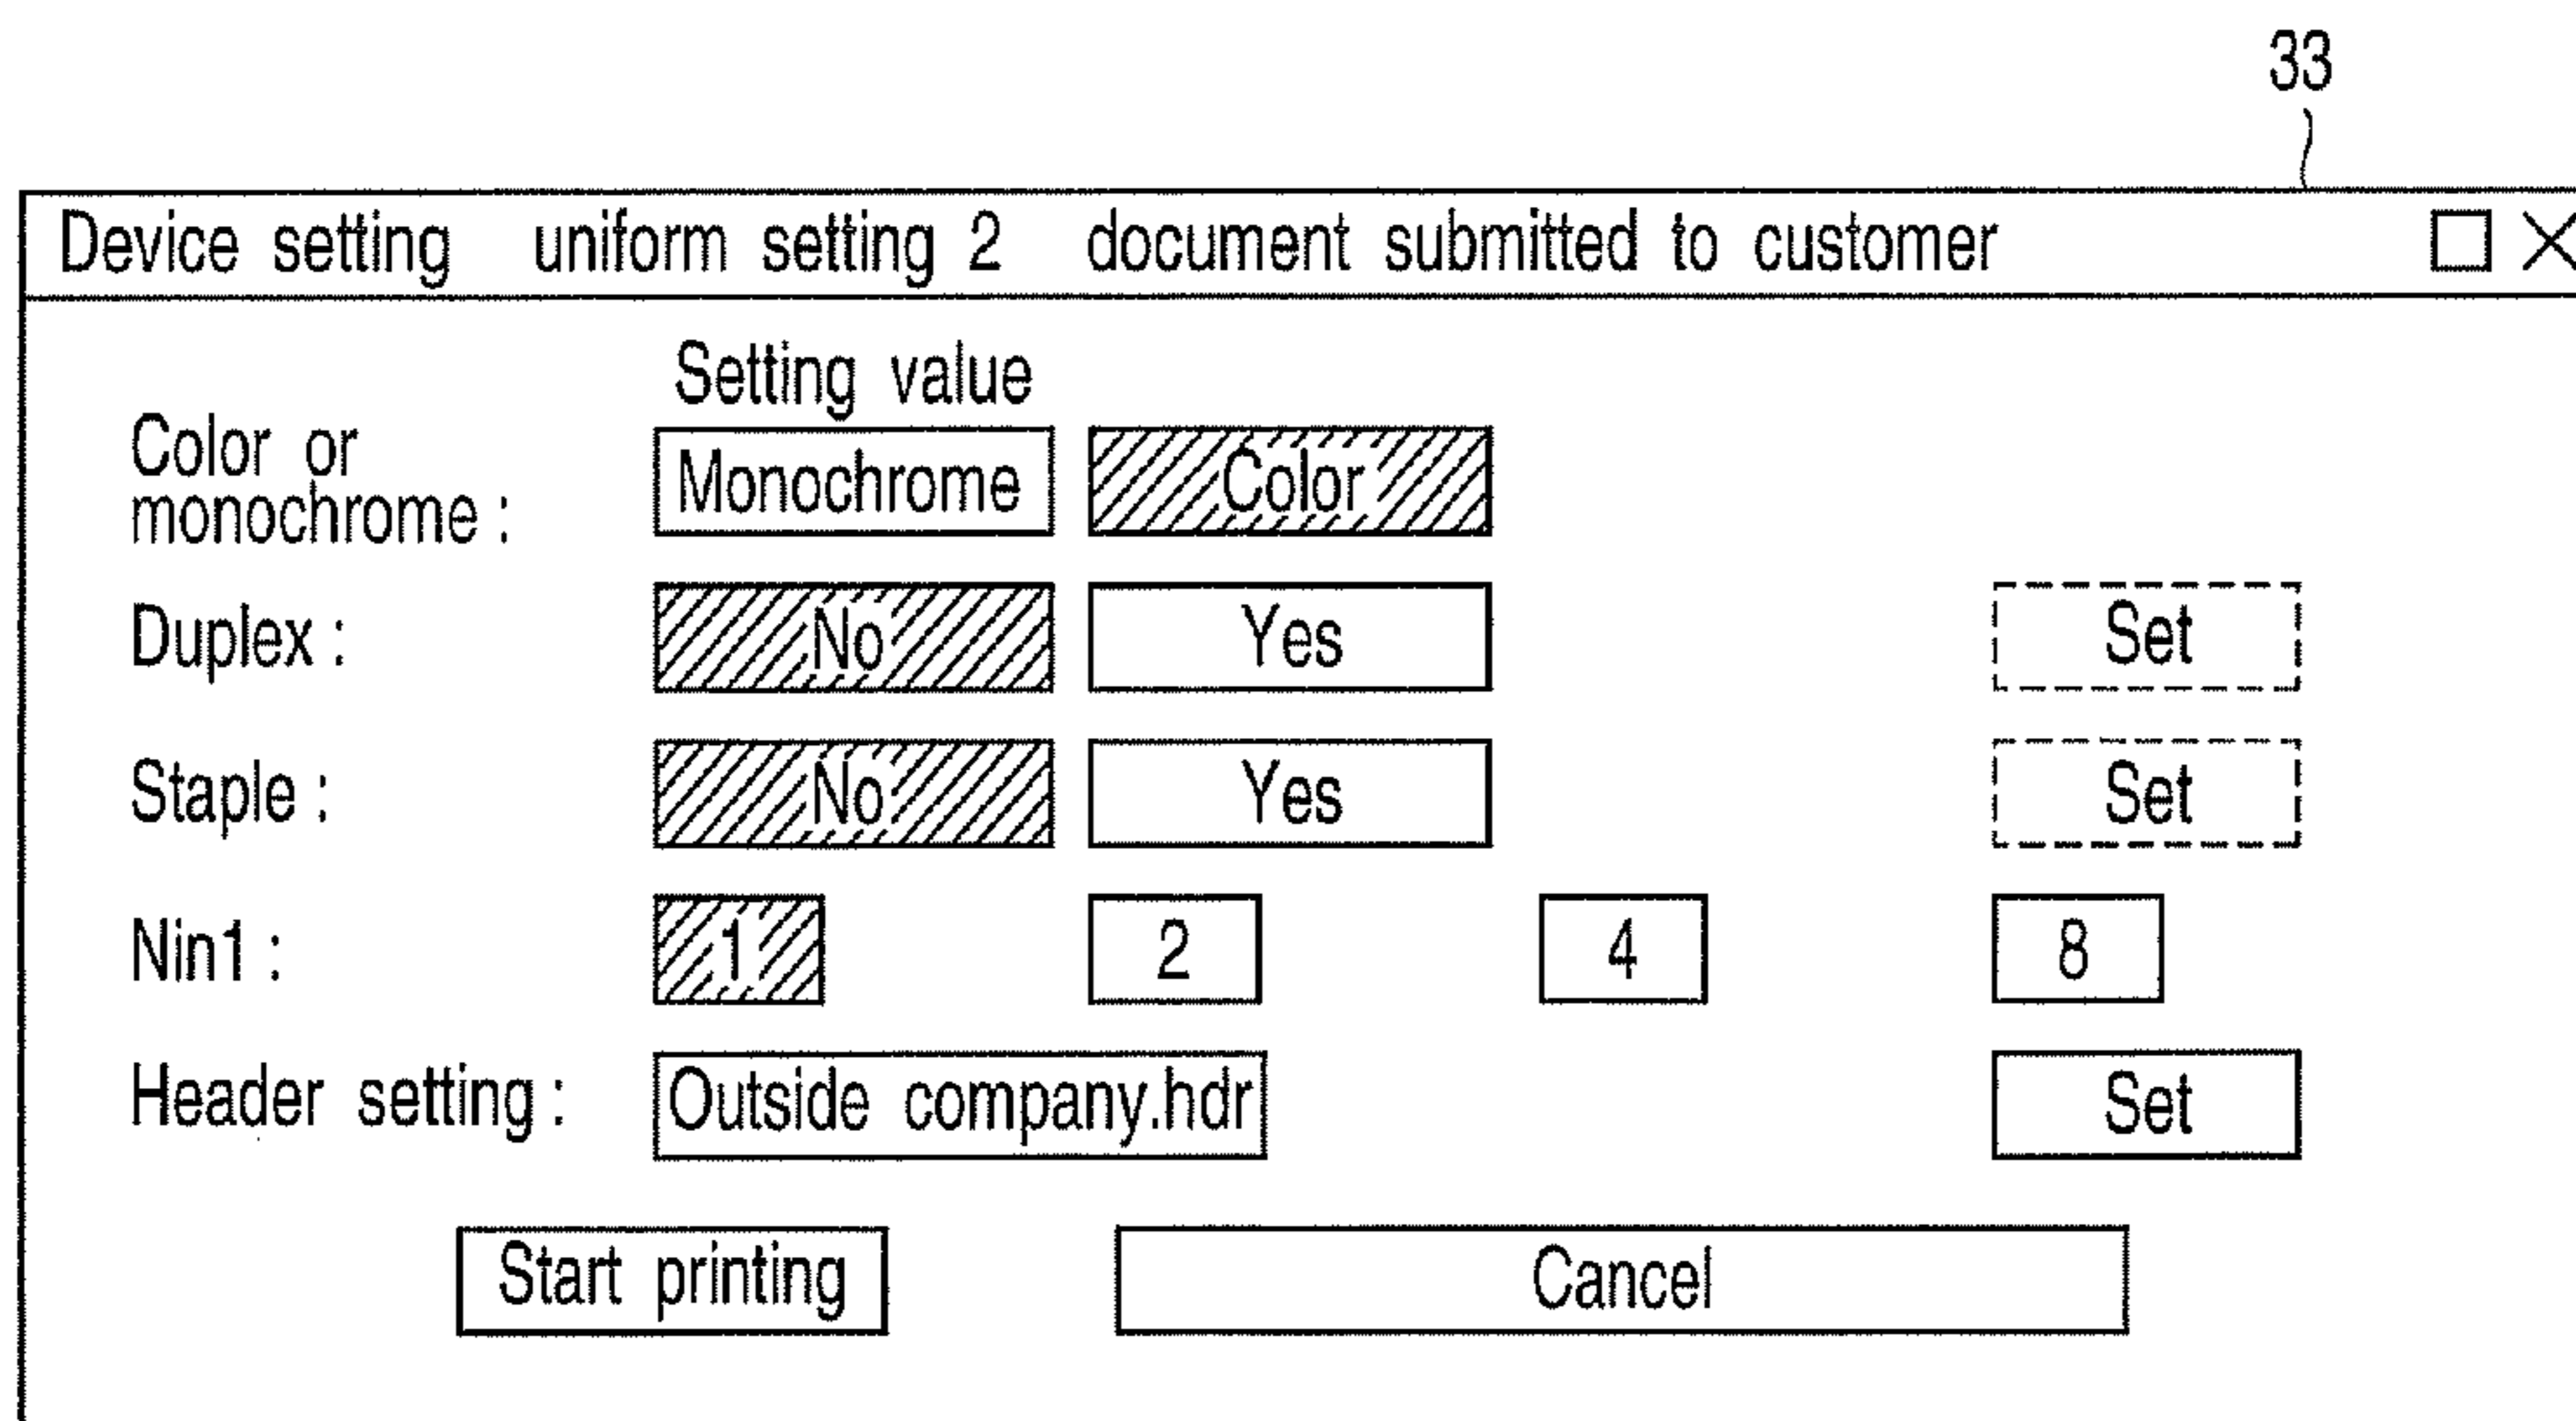 33
Device setting uniform setting 2 document submitted to customer
Setting value
Color or
monochrome : Monochrome Color
Duplex : No Yes Set
Staple : No Yes Set
Nin1 : 1 2 4 8
Header setting : Outside company.hdr Set
Start printing Cancel